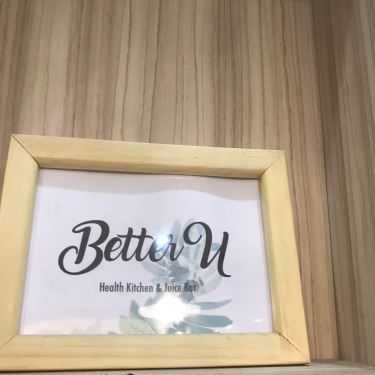 Better U
Health Kitchen & Juice Bar